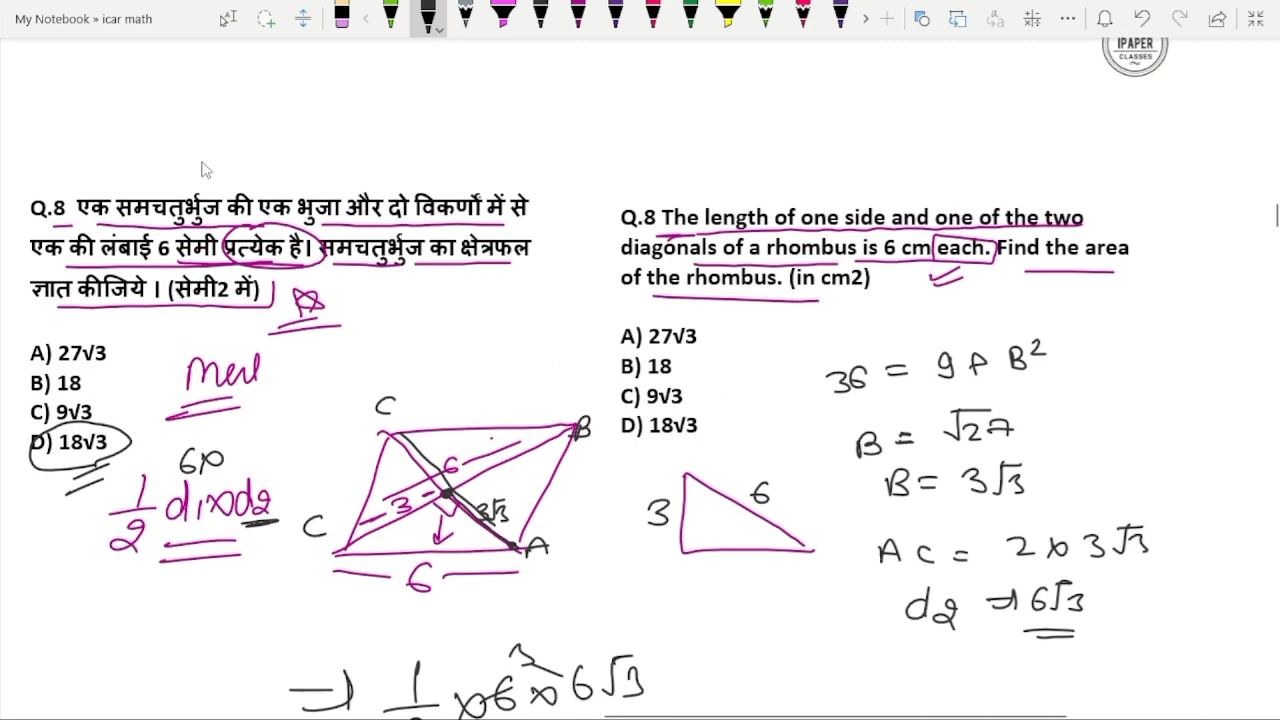 My Notebook » icar math
IPAPER
CLASSES
Q.8 एक समचतुर्भुज की एक भुजा और दो विकर्णों में से
एक की लंबाई 6 सेमी प्रत्येक है। समचतुर्भुज का क्षेत्रफल
ज्ञात कीजिये । (सेमी2 में)
A) 27√3
B) 18
C) 9√3
D) 18√3
Q.8 The length of one side and one of the two
diagonals of a rhombus is 6 cm each. Find the area
of the rhombus. (in cm2)
A) 27√3
B) 18
C) 9√3
D) 18√3
1/2 d1×d2
C
B
6
3
3√3
C
A
6
3
6
36 = 9 + B²
B = √27
B = 3√3
AC = 2 × 3√3
d2 ⇒ 6√3
3
⇒ 1 ×6×6√3